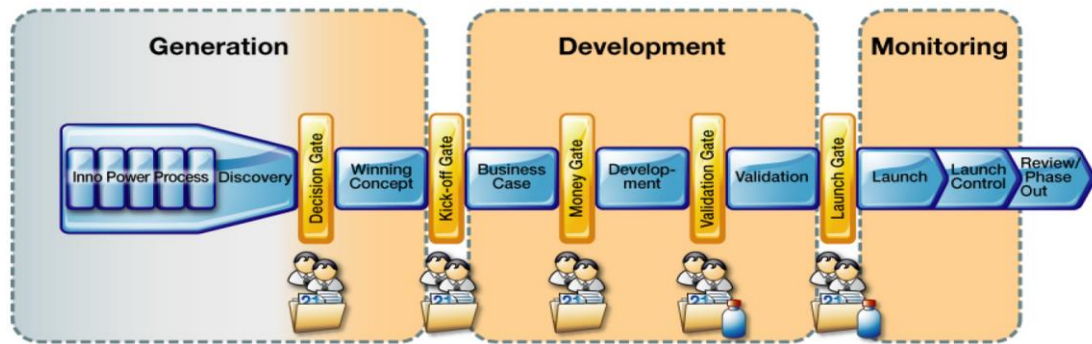 Generation
Development
Monitoring
Inno Power Process
Discovery
Decision Gate
Winning
Concept
Kick-off Gate
Business
Case
Money Gate
Develop-
ment
Validation Gate
Validation
Launch Gate
Launch
Launch
Control
Review/
Phase
Out